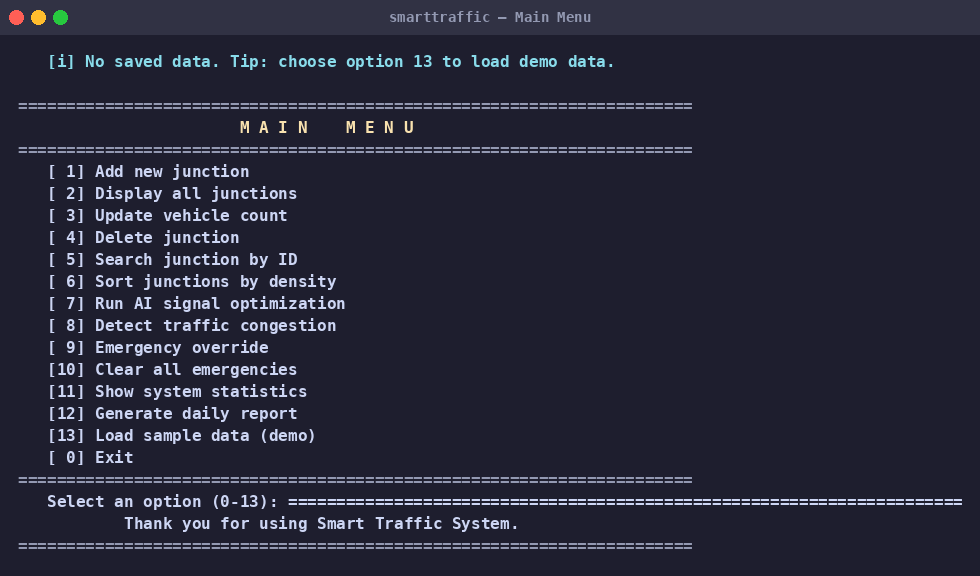 smarttraffic — Main Menu
[i] No saved data. Tip: choose option 13 to load demo data.
======================================================================
M A I N    M E N U
======================================================================
[ 1] Add new junction
[ 2] Display all junctions
[ 3] Update vehicle count
[ 4] Delete junction
[ 5] Search junction by ID
[ 6] Sort junctions by density
[ 7] Run AI signal optimization
[ 8] Detect traffic congestion
[ 9] Emergency override
[10] Clear all emergencies
[11] Show system statistics
[12] Generate daily report
[13] Load sample data (demo)
[ 0] Exit
======================================================================
Select an option (0-13): ======================================================================
Thank you for using Smart Traffic System.
======================================================================